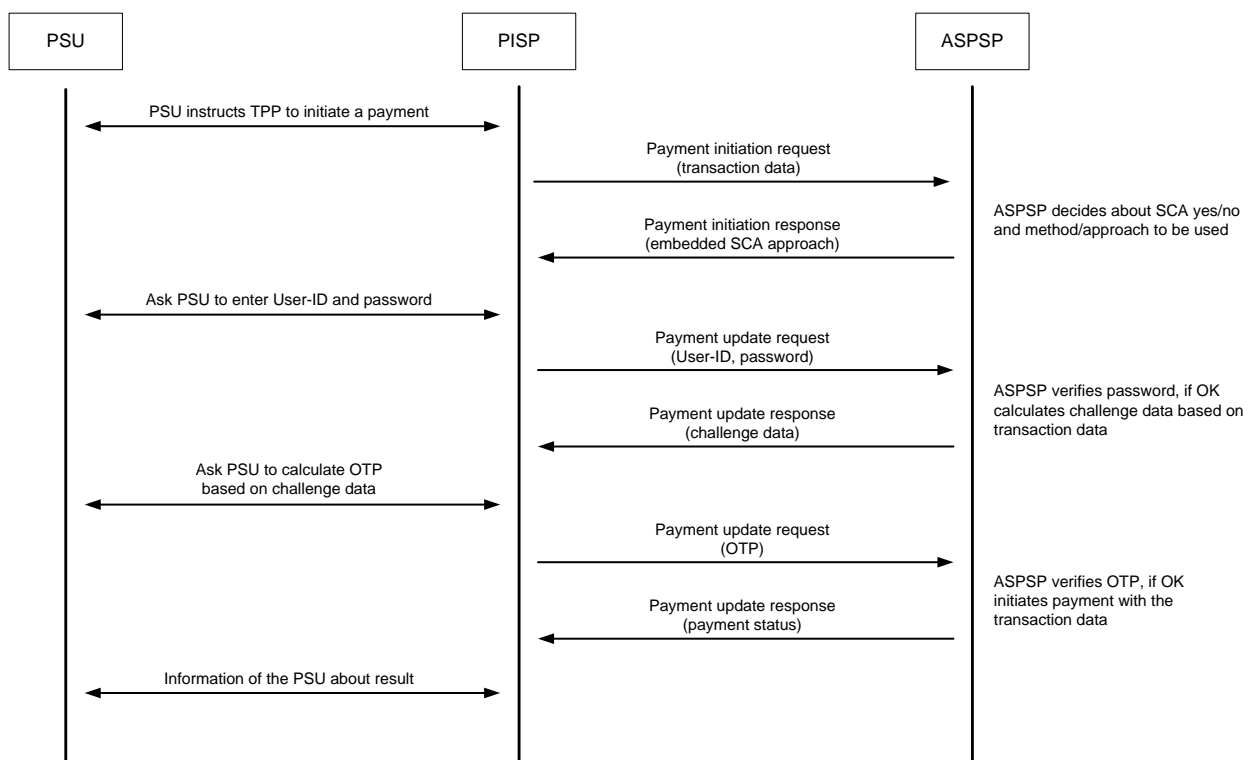 PSU
PISP
ASPSP
PSU instructs TPP to initiate a payment
Payment initiation request
(transaction data)
ASPSP decides about SCA yes/no
and method/approach to be used
Payment initiation response
(embedded SCA approach)
Ask PSU to enter User-ID and password
Payment update request
(User-ID, password)
ASPSP verifies password, if OK
calculates challenge data based on
transaction data
Payment update response
(challenge data)
Ask PSU to calculate OTP
based on challenge data
Payment update request
(OTP)
ASPSP verifies OTP, if OK
initiates payment with the
transaction data
Payment update response
(payment status)
Information of the PSU about result